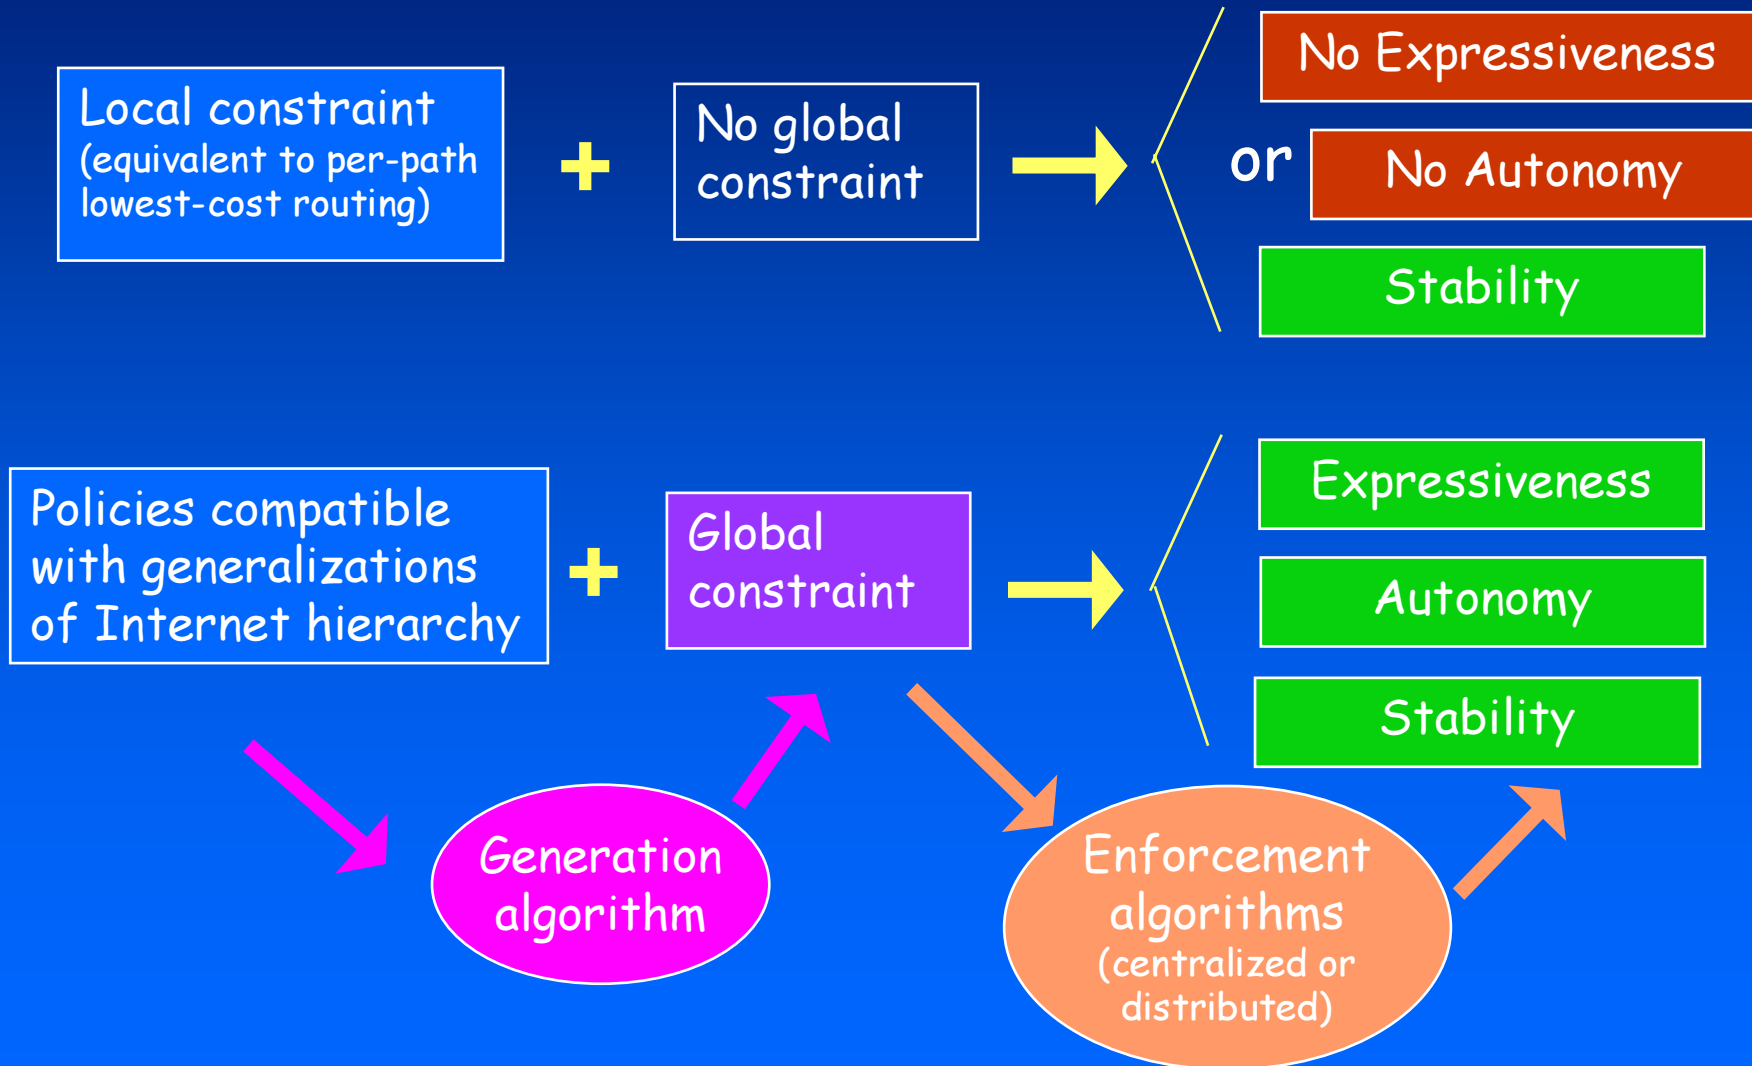 Local constraint
(equivalent to per-path
lowest-cost routing)
+
No global
constraint
No Expressiveness
or
No Autonomy
Stability
Policies compatible
with generalizations
of Internet hierarchy
+
Global
constraint
Expressiveness
Autonomy
Stability
Generation
algorithm
Enforcement
algorithms
(centralized or
distributed)